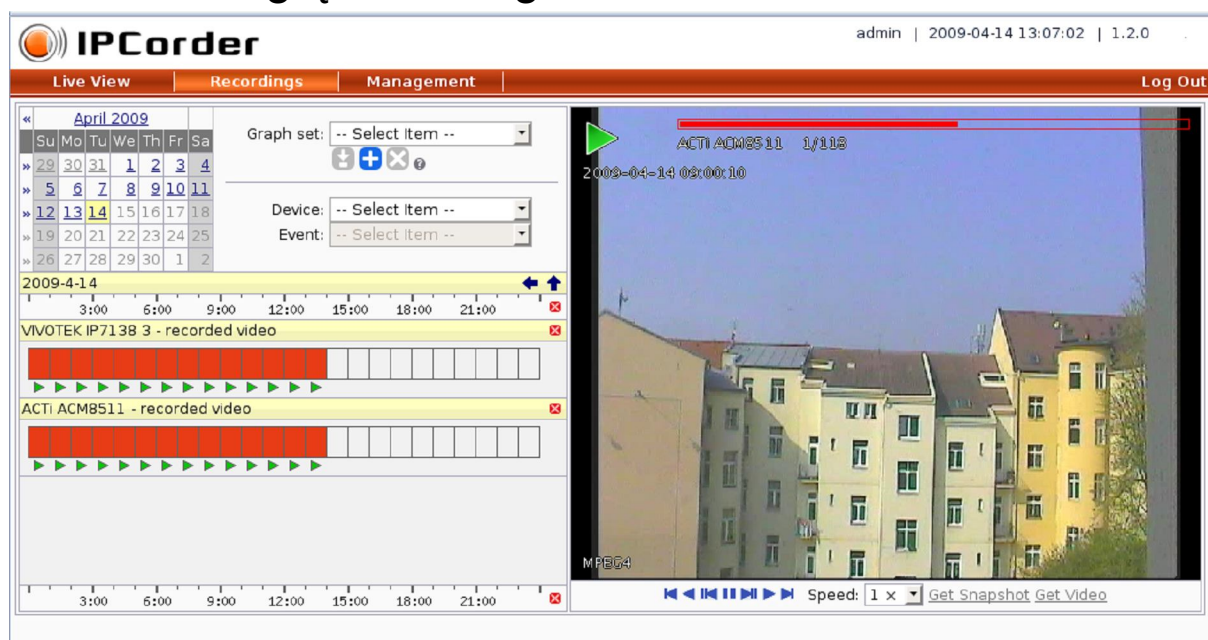 IPCorder
admin | 2009-04-14 13:07:02 | 1.2.0
Live View Recordings Management Log Out
« April 2009
Su Mo Tu We Th Fr Sa
» 29 30 31 1 2 3 4
» 5 6 7 8 9 10 11
» 12 13 14 15 16 17 18
» 19 20 21 22 23 24 25
» 26 27 28 29 30 1 2
Graph set: -- Select Item --
Device: -- Select Item --
Event: -- Select Item --
2009-4-14
3:00 6:00 9:00 12:00 15:00 18:00 21:00
VIVOTEK IP7138 3 - recorded video
ACTi ACM8511 - recorded video
3:00 6:00 9:00 12:00 15:00 18:00 21:00
ACTi ACM8511 1/118
2009-04-14 09:00:10
MPEG4
Speed: 1 x Get Snapshot Get Video